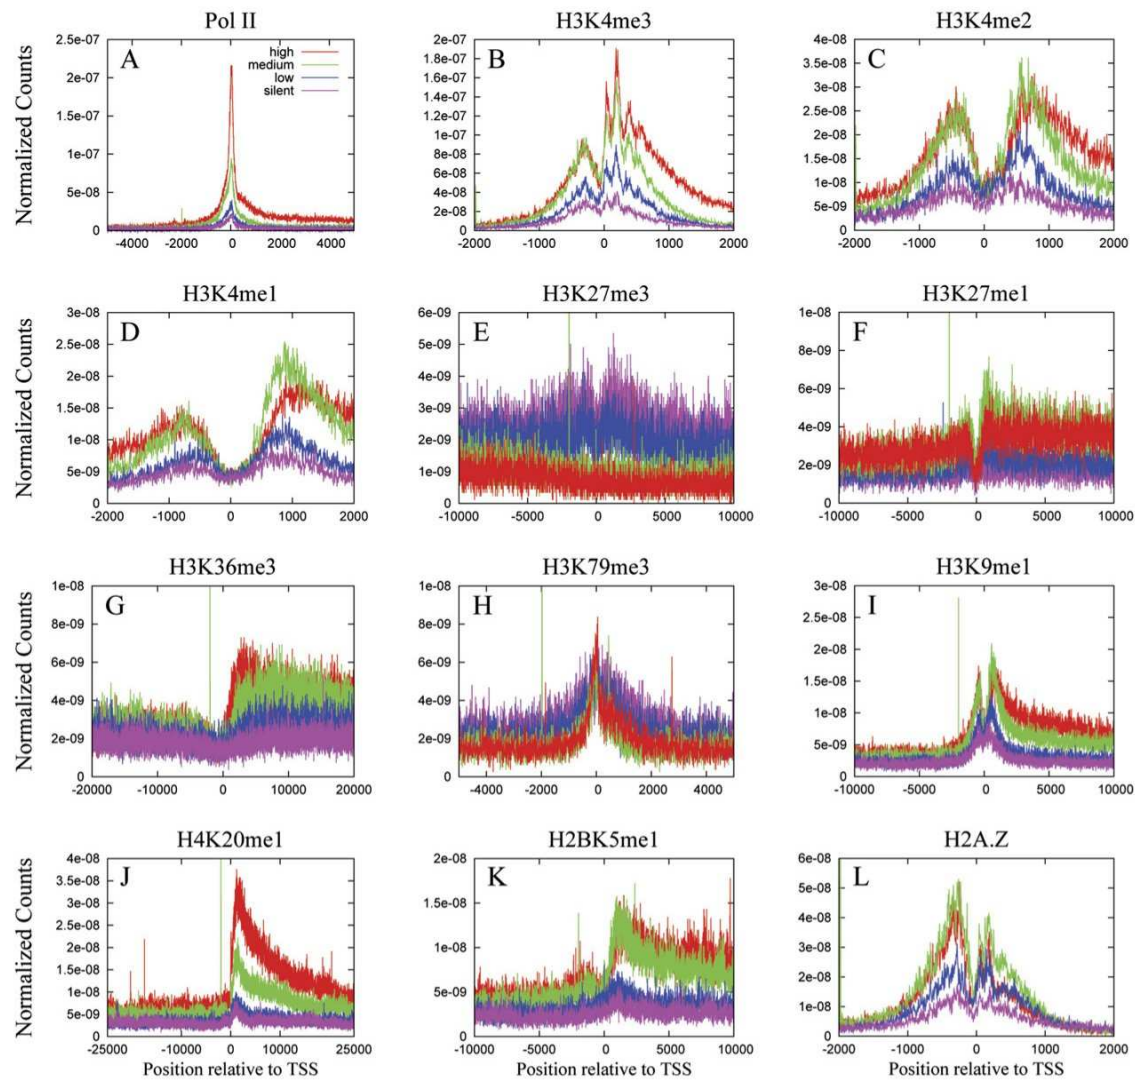 Pol II
H3K4me3
H3K4me2
A
high
medium
low
silent
B
C
Normalized Counts
2.5e-07
2e-07
1.5e-07
1e-07
5e-08
0
-4000 -2000 0 2000 4000
2e-07
1.8e-07
1.6e-07
1.4e-07
1.2e-07
1e-07
8e-08
6e-08
4e-08
2e-08
0
-2000 -1000 0 1000 2000
4e-08
3.5e-08
3e-08
2.5e-08
2e-08
1.5e-08
1e-08
5e-09
0
-2000 -1000 0 1000 2000
H3K4me1
H3K27me3
H3K27me1
D
E
F
Normalized Counts
3e-08
2.5e-08
2e-08
1.5e-08
1e-08
5e-09
0
-2000 -1000 0 1000 2000
6e-09
5e-09
4e-09
3e-09
2e-09
1e-09
0
-10000 -5000 0 5000 10000
1e-08
8e-09
6e-09
4e-09
2e-09
0
-10000 -5000 0 5000 10000
H3K36me3
H3K79me3
H3K9me1
G
H
I
Normalized Counts
1e-08
8e-09
6e-09
4e-09
2e-09
0
-20000 -10000 0 10000 20000
1e-08
8e-09
6e-09
4e-09
2e-09
0
-4000 -2000 0 2000 4000
3e-08
2.5e-08
2e-08
1.5e-08
1e-08
5e-09
0
-10000 -5000 0 5000 10000
H4K20me1
H2BK5me1
H2A.Z
J
K
L
Normalized Counts
4e-08
3.5e-08
3e-08
2.5e-08
2e-08
1.5e-08
1e-08
5e-09
0
-25000 -10000 0 10000 25000
2e-08
1.5e-08
1e-08
5e-09
0
-10000 -5000 0 5000 10000
6e-08
5e-08
4e-08
3e-08
2e-08
1e-08
0
-2000 -1000 0 1000 2000
Position relative to TSS
Position relative to TSS
Position relative to TSS